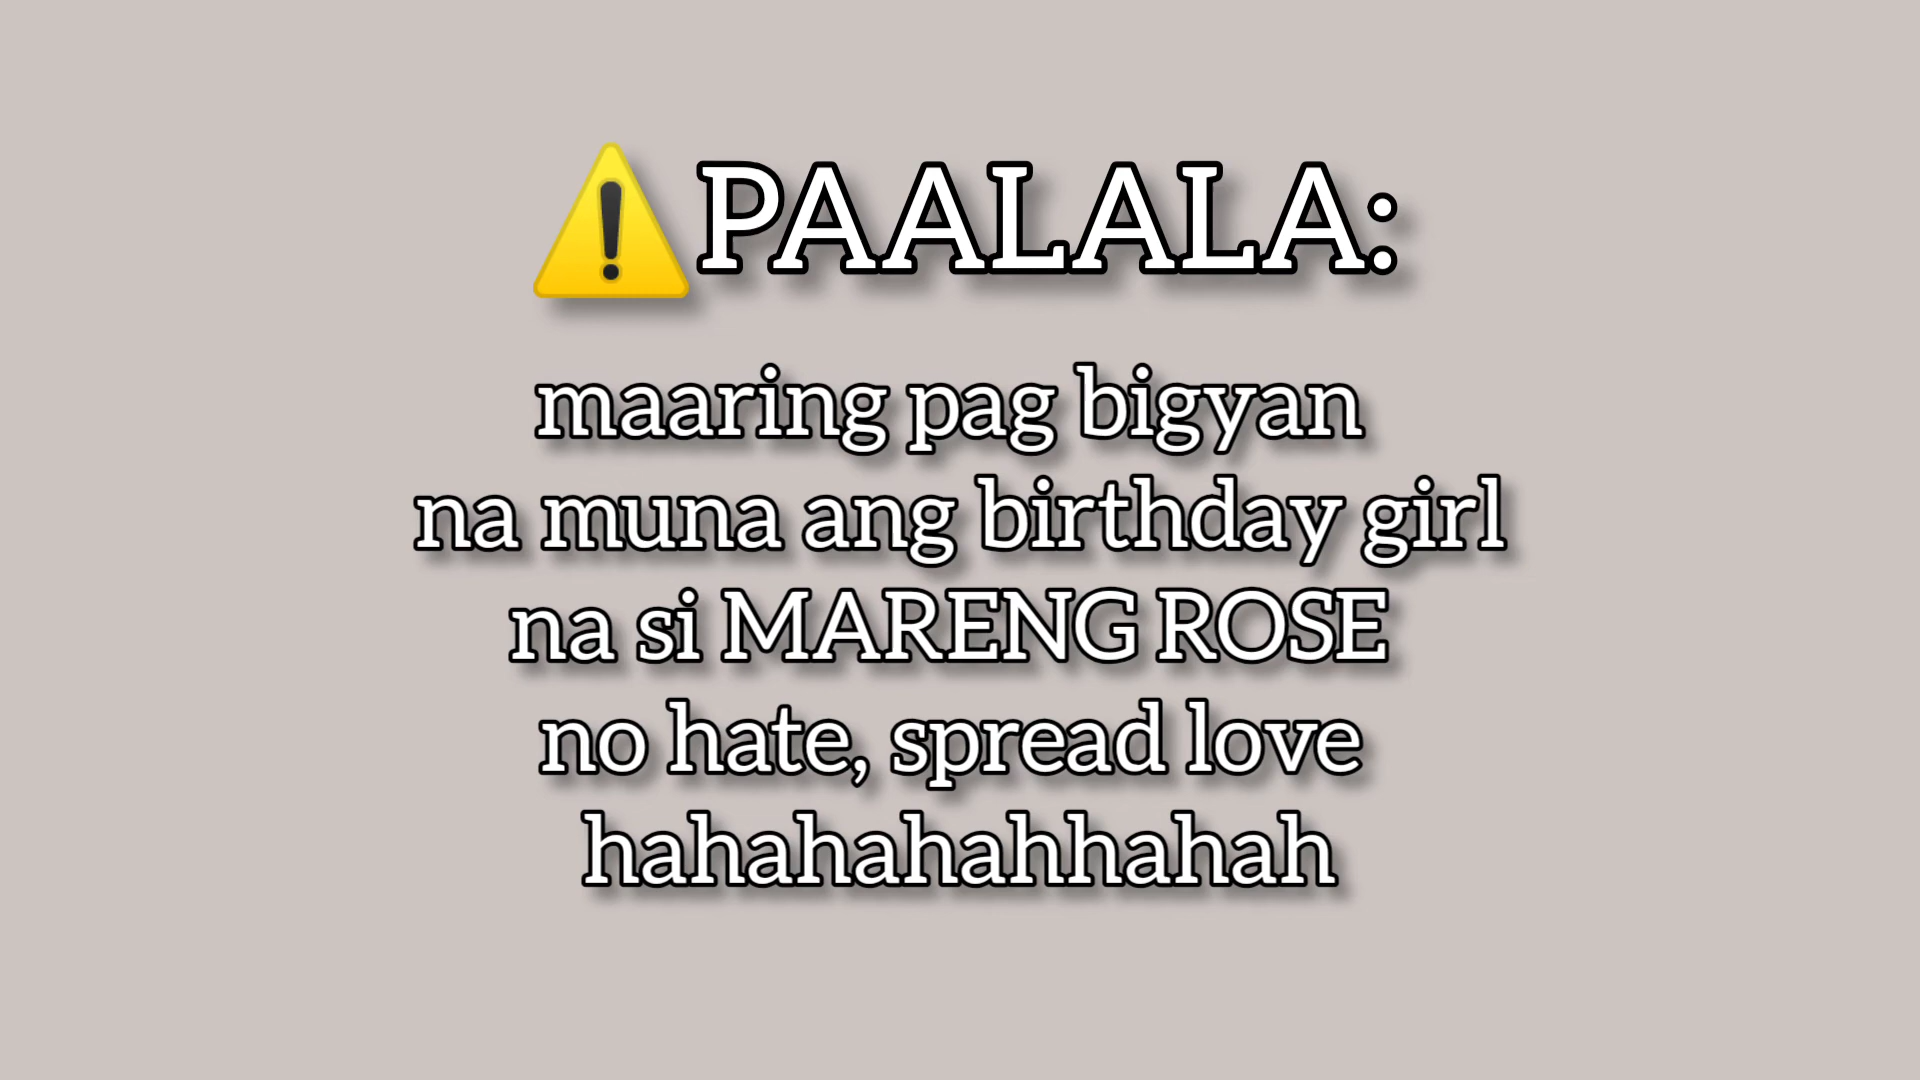 ⚠️PAALALA:
maaring pag bigyan
na muna ang birthday girl
na si MARENG ROSE
no hate, spread love
hahahahahhahah